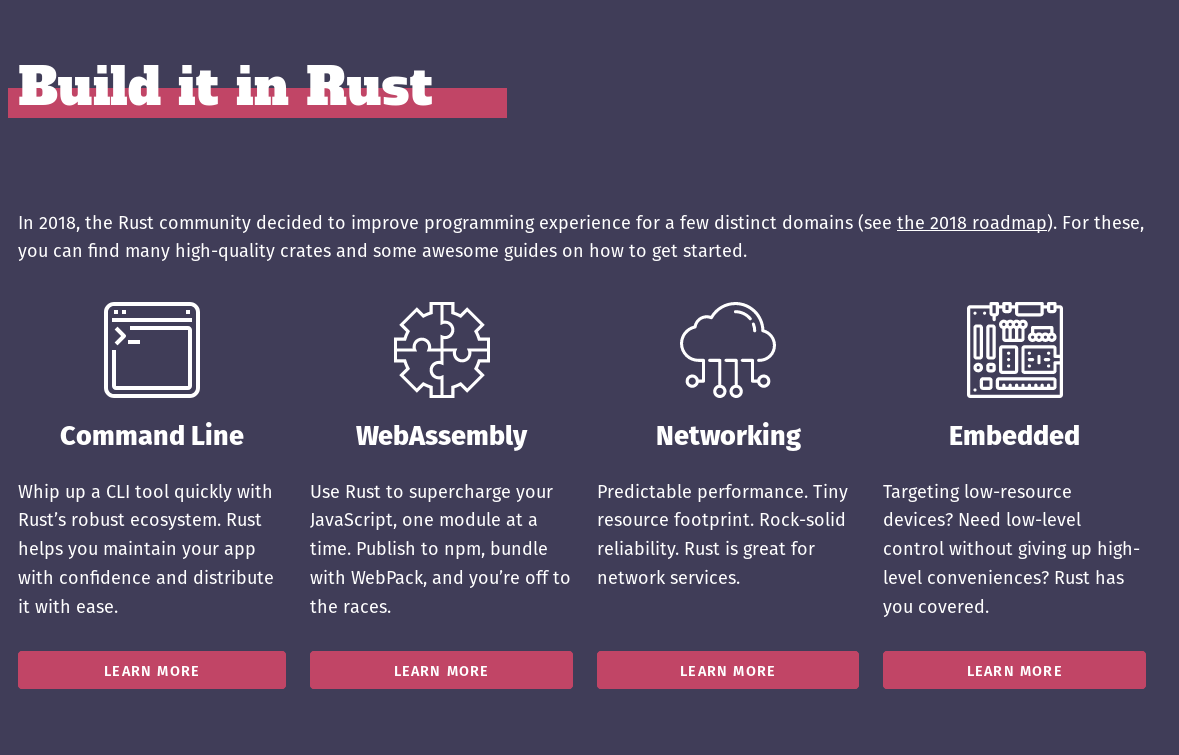 Build it in Rust
In 2018, the Rust community decided to improve programming experience for a few distinct domains (see the 2018 roadmap). For these,
you can find many high-quality crates and some awesome guides on how to get started.
Command Line
Whip up a CLI tool quickly with
Rust’s robust ecosystem. Rust
helps you maintain your app
with confidence and distribute
it with ease.
LEARN MORE
WebAssembly
Use Rust to supercharge your
JavaScript, one module at a
time. Publish to npm, bundle
with WebPack, and you’re off to
the races.
LEARN MORE
Networking
Predictable performance. Tiny
resource footprint. Rock-solid
reliability. Rust is great for
network services.
LEARN MORE
Embedded
Targeting low-resource
devices? Need low-level
control without giving up high-
level conveniences? Rust has
you covered.
LEARN MORE